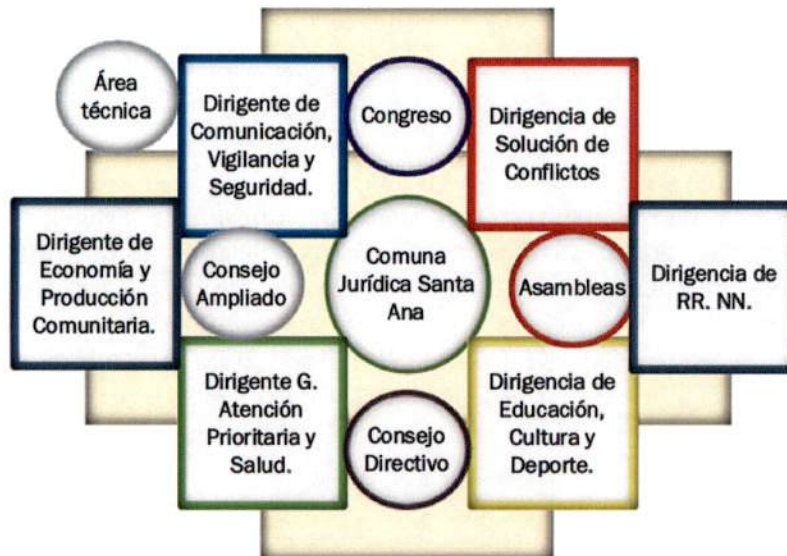 Área
técnica
Dirigente de
Comunicación,
Vigilancia y
Seguridad.
Congreso
Dirigencia de
Solución de
Conflictos
Dirigente de
Economía y
Producción
Comunitaria.
Consejo
Ampliado
Comuna
Jurídica Santa
Ana
Asambleas
Dirigencia de
RR. NN.
Dirigente G.
Atención
Prioritaria y
Salud.
Consejo
Directivo
Dirigencia de
Educación,
Cultura y
Deporte.